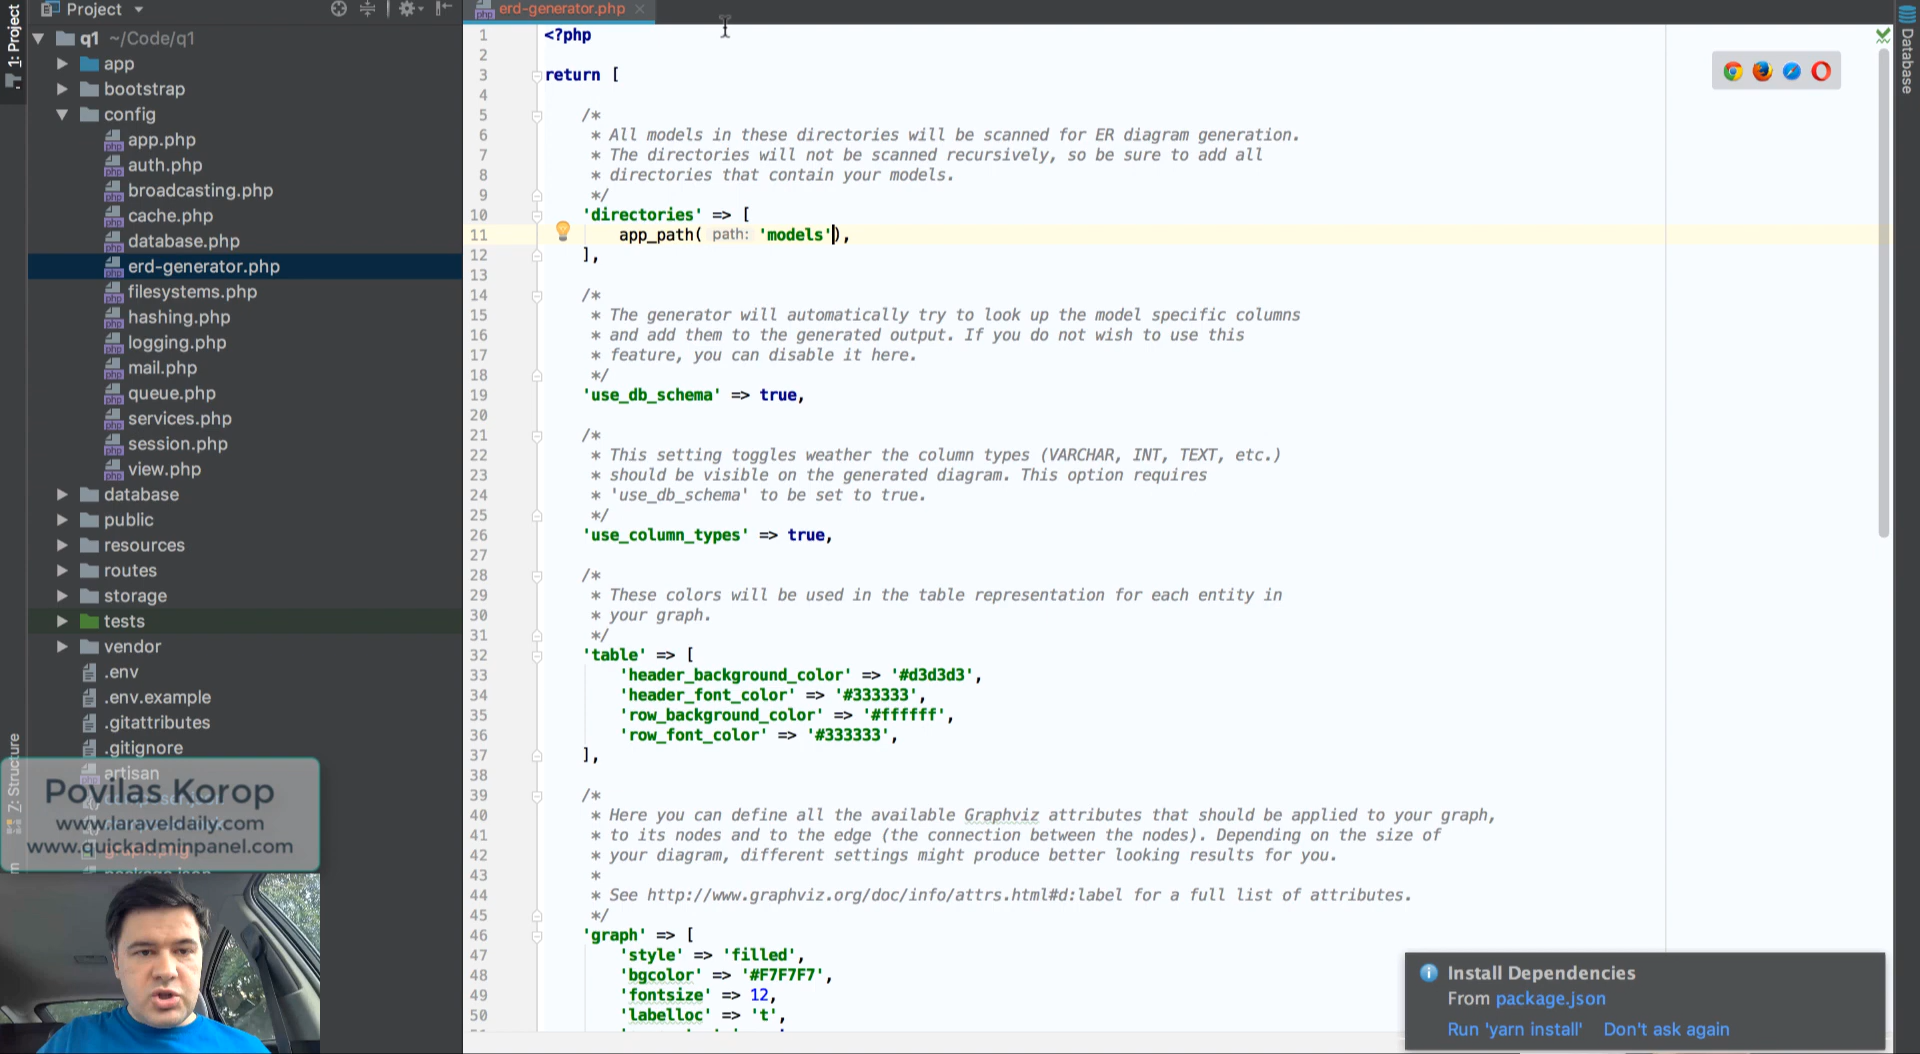 1: Project
Project
q1 ~/Code/q1
app
bootstrap
config
app.php
auth.php
broadcasting.php
cache.php
database.php
erd-generator.php
filesystems.php
hashing.php
logging.php
mail.php
queue.php
services.php
session.php
view.php
database
public
resources
routes
storage
tests
vendor
.env
.env.example
.gitattributes
.gitignore
artisan
7: Structure
Povilas Korop
www.laraveldaily.com
www.quickadminpanel.com
erd-generator.php
1 <?php
2
3 return [
4
5 /*
6 * All models in these directories will be scanned for ER diagram generation.
7 * The directories will not be scanned recursively, so be sure to add all
8 * directories that contain your models.
9 */
10 'directories' => [
11 app_path( path: 'models'),
12 ],
13
14 /*
15 * The generator will automatically try to look up the model specific columns
16 * and add them to the generated output. If you do not wish to use this
17 * feature, you can disable it here.
18 */
19 'use_db_schema' => true,
20
21 /*
22 * This setting toggles weather the column types (VARCHAR, INT, TEXT, etc.)
23 * should be visible on the generated diagram. This option requires
24 * 'use_db_schema' to be set to true.
25 */
26 'use_column_types' => true,
27
28 /*
29 * These colors will be used in the table representation for each entity in
30 * your graph.
31 */
32 'table' => [
33 'header_background_color' => '#d3d3d3',
34 'header_font_color' => '#333333',
35 'row_background_color' => '#ffffff',
36 'row_font_color' => '#333333',
37 ],
38
39 /*
40 * Here you can define all the available Graphviz attributes that should be applied to your graph,
41 * to its nodes and to the edge (the connection between the nodes). Depending on the size of
42 * your diagram, different settings might produce better looking results for you.
43 *
44 * See http://www.graphviz.org/doc/info/attrs.html#d:label for a full list of attributes.
45 */
46 'graph' => [
47 'style' => 'filled',
48 'bgcolor' => '#F7F7F7',
49 'fontsize' => 12,
50 'labelloc' => 't',
Database
Install Dependencies
From package.json
Run 'yarn install' Don't ask again